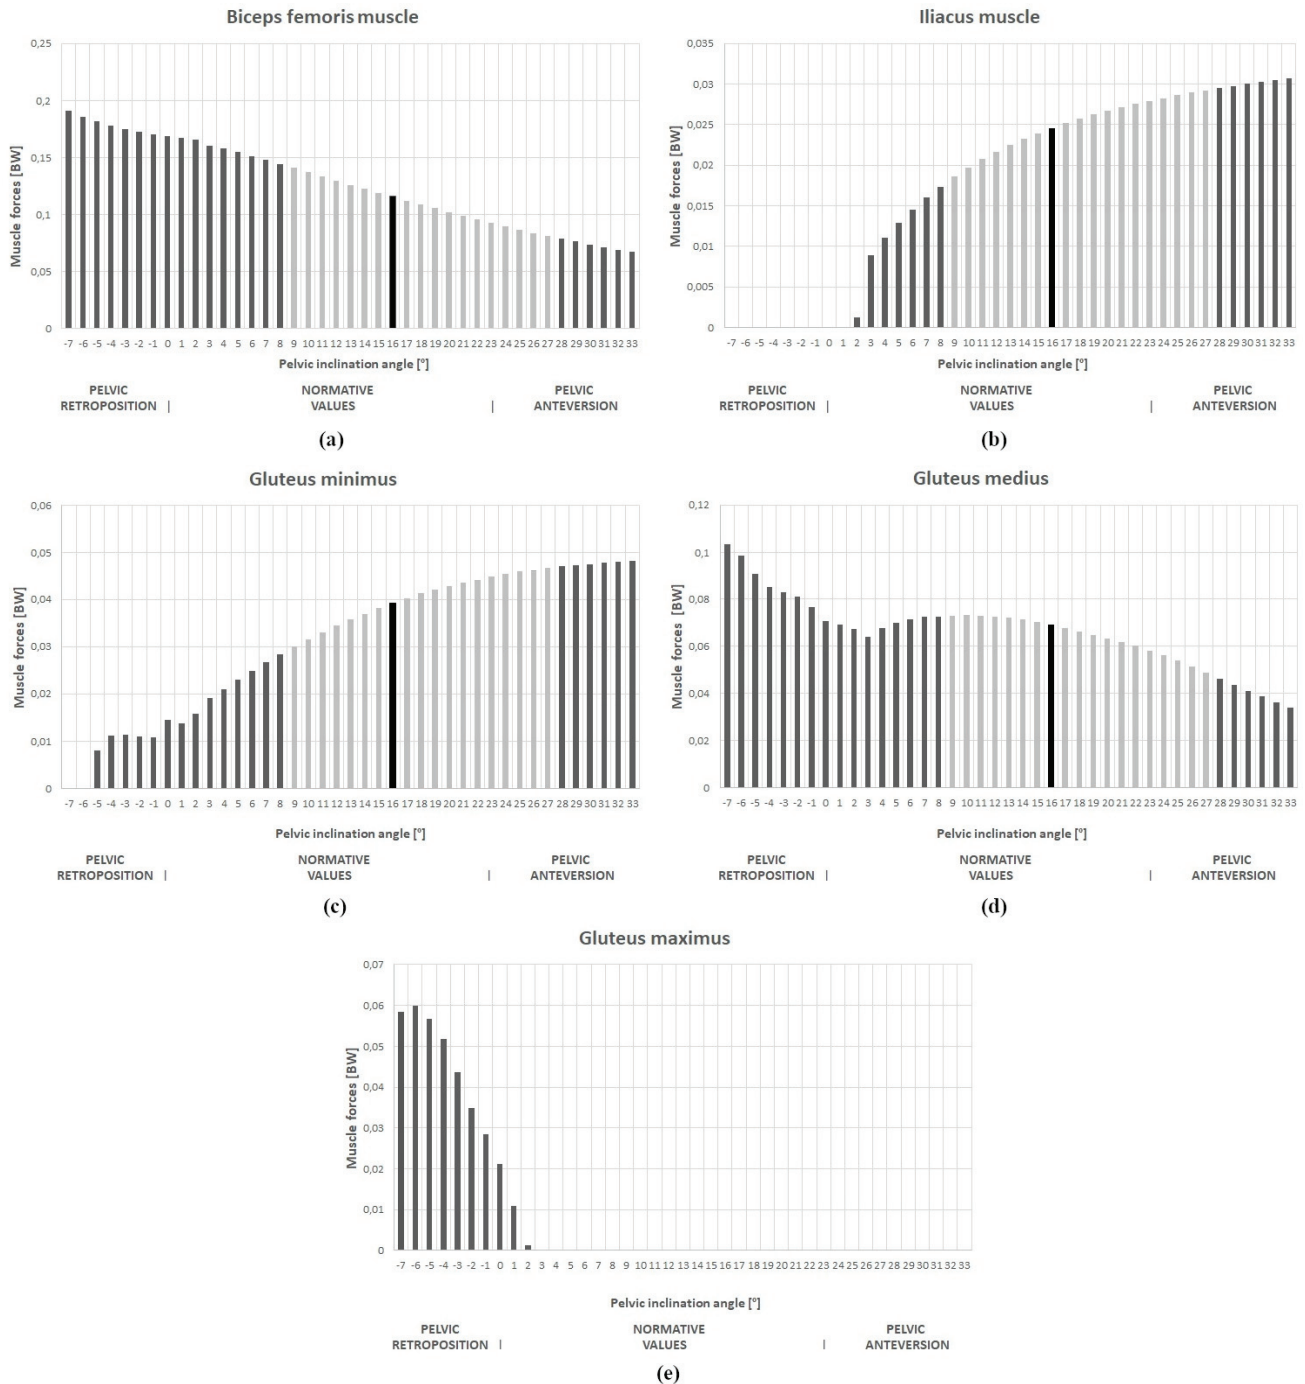 Biceps femoris muscle
0,25
0,2
0,15
0,1
0,05
0
Muscle forces [BW]
-7 -6 -5 -4 -3 -2 -1 0 1 2 3 4 5 6 7 8 9 10 11 12 13 14 15 16 17 18 19 20 21 22 23 24 25 26 27 28 29 30 31 32 33
Pelvic inclination angle [°]
PELVIC NORMATIVE PELVIC
RETROPOSITION | VALUES | ANTEVERSION
(a)
Iliacus muscle
0,035
0,03
0,025
0,02
0,015
0,01
0,005
0
Muscle forces [BW]
-7 -6 -5 -4 -3 -2 -1 0 1 2 3 4 5 6 7 8 9 10 11 12 13 14 15 16 17 18 19 20 21 22 23 24 25 26 27 28 29 30 31 32 33
Pelvic inclination angle [°]
PELVIC NORMATIVE PELVIC
RETROPOSITION | VALUES | ANTEVERSION
(b)
Gluteus minimus
0,06
0,05
0,04
0,03
0,02
0,01
0
Muscle forces [BW]
-7 -6 -5 -4 -3 -2 -1 0 1 2 3 4 5 6 7 8 9 10 11 12 13 14 15 16 17 18 19 20 21 22 23 24 25 26 27 28 29 30 31 32 33
Pelvic inclination angle [°]
PELVIC NORMATIVE PELVIC
RETROPOSITION | VALUES | ANTEVERSION
(c)
Gluteus medius
0,12
0,1
0,08
0,06
0,04
0,02
0
Muscle forces [BW]
-7 -6 -5 -4 -3 -2 -1 0 1 2 3 4 5 6 7 8 9 10 11 12 13 14 15 16 17 18 19 20 21 22 23 24 25 26 27 28 29 30 31 32 33
Pelvic inclination angle [°]
PELVIC NORMATIVE PELVIC
RETROPOSITION | VALUES | ANTEVERSION
(d)
Gluteus maximus
0,07
0,06
0,05
0,04
0,03
0,02
0,01
0
Muscle forces [BW]
-7 -6 -5 -4 -3 -2 -1 0 1 2 3 4 5 6 7 8 9 10 11 12 13 14 15 16 17 18 19 20 21 22 23 24 25 26 27 28 29 30 31 32 33
Pelvic inclination angle [°]
PELVIC NORMATIVE PELVIC
RETROPOSITION | VALUES | ANTEVERSION
(e)